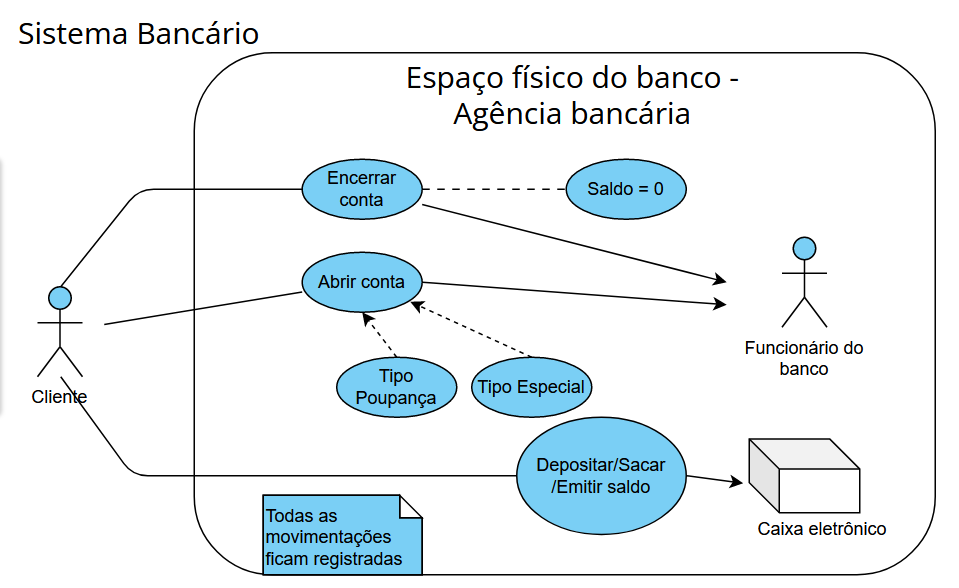 Sistema Bancário
Espaço físico do banco -
Agência bancária
Encerrar
conta
Saldo = 0
Abrir conta
Tipo
Poupança
Tipo Especial
Funcionário do
banco
Cliente
Depositar/Sacar
/Emitir saldo
Caixa eletrônico
Todas as
movimentações
ficam registradas